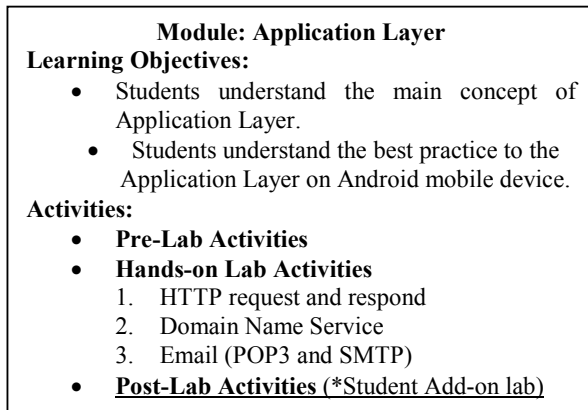 Module: Application Layer
Learning Objectives:
• Students understand the main concept of
Application Layer.
• Students understand the best practice to the
Application Layer on Android mobile device.
Activities:
• Pre-Lab Activities
• Hands-on Lab Activities
1. HTTP request and respond
2. Domain Name Service
3. Email (POP3 and SMTP)
• Post-Lab Activities (*Student Add-on lab)